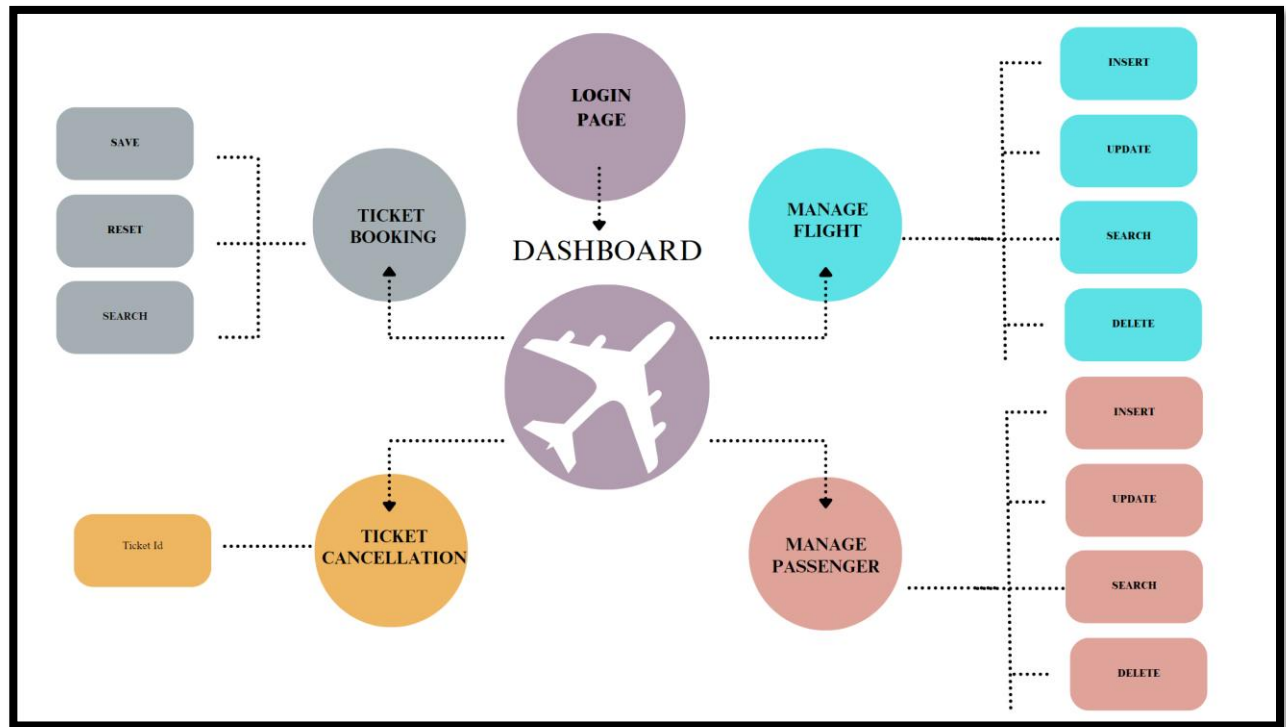 LOGIN
PAGE
DASHBOARD
TICKET
BOOKING
SAVE
RESET
SEARCH
MANAGE
FLIGHT
INSERT
UPDATE
SEARCH
DELETE
TICKET
CANCELLATION
Ticket Id
MANAGE
PASSENGER
INSERT
UPDATE
SEARCH
DELETE